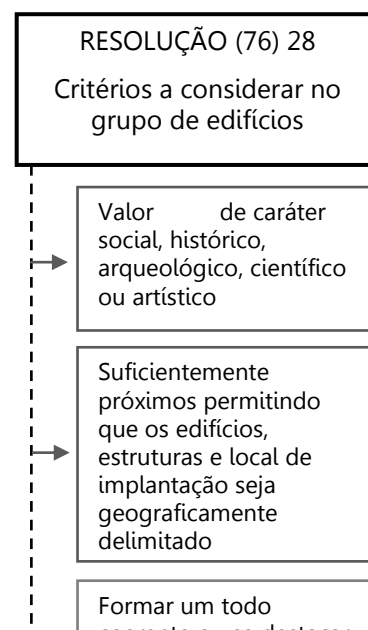 RESOLUÇÃO (76) 28
Critérios a considerar no
grupo de edifícios
Valor de caráter
social, histórico,
arqueológico, científico
ou artístico
Suficientemente
próximos permitindo
que os edifícios,
estruturas e local de
implantação seja
geograficamente
delimitado
Formar um todo